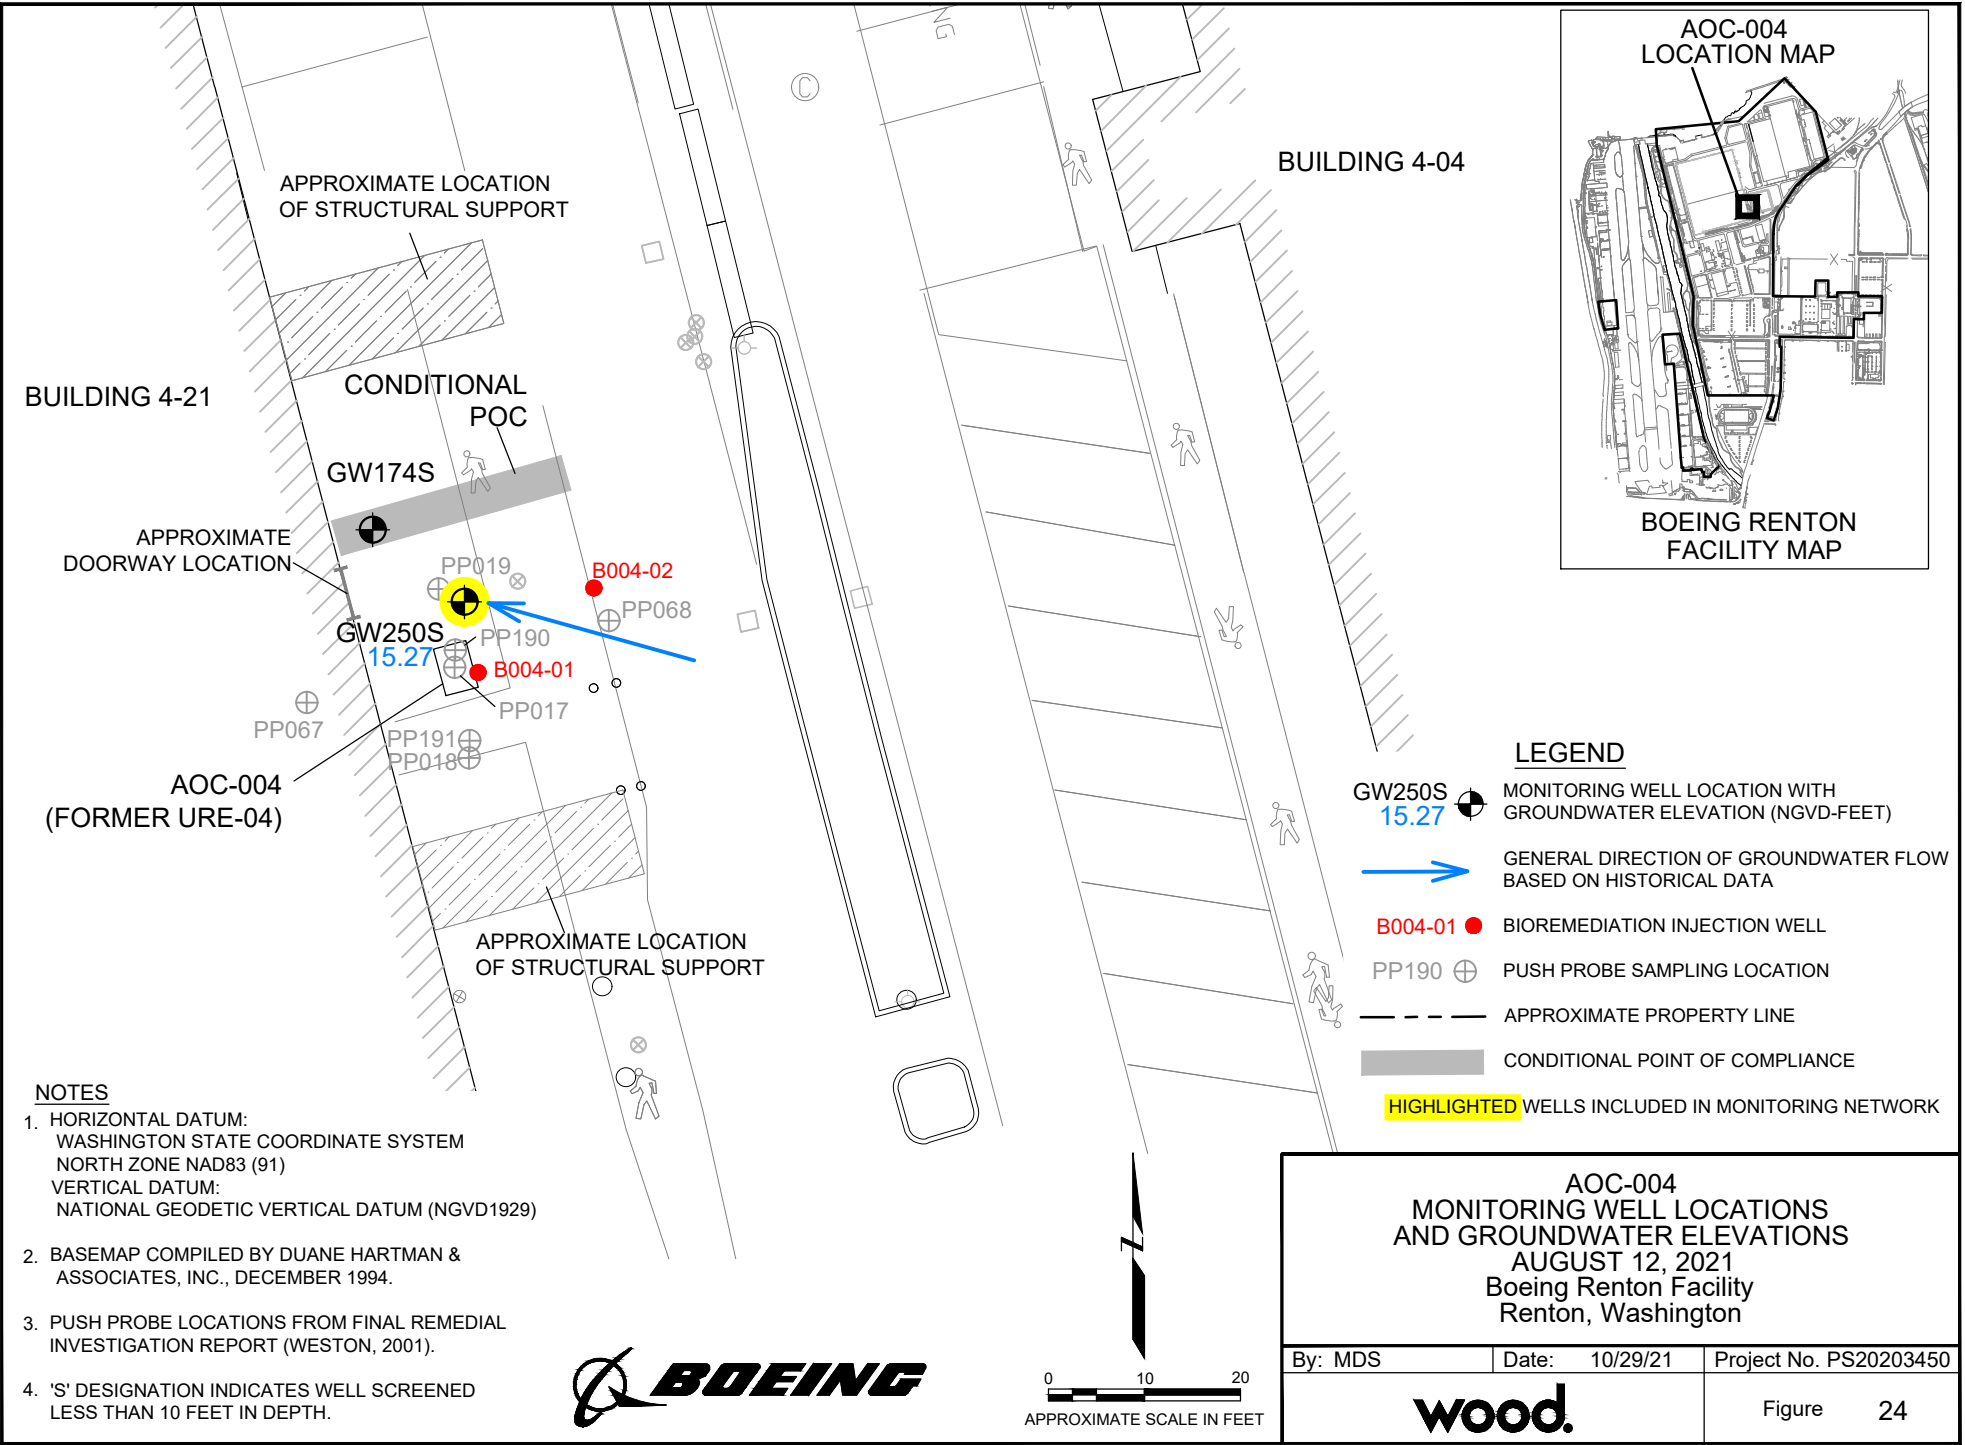 NG
C
AOC-004
LOCATION MAP
BOEING RENTON
FACILITY MAP
BUILDING 4-04
APPROXIMATE LOCATION
OF STRUCTURAL SUPPORT
BUILDING 4-21
CONDITIONAL
POC
GW174S
APPROXIMATE
DOORWAY LOCATION
PP019
B004-02
PP068
GW250S
15.27
PP190
B004-01
PP017
PP067
PP191
PP018
AOC-004
(FORMER URE-04)
APPROXIMATE LOCATION
OF STRUCTURAL SUPPORT
LEGEND
GW250S
15.27
MONITORING WELL LOCATION WITH
GROUNDWATER ELEVATION (NGVD-FEET)
GENERAL DIRECTION OF GROUNDWATER FLOW
BASED ON HISTORICAL DATA
B004-01 BIOREMEDIATION INJECTION WELL
PP190 PUSH PROBE SAMPLING LOCATION
APPROXIMATE PROPERTY LINE
CONDITIONAL POINT OF COMPLIANCE
HIGHLIGHTED WELLS INCLUDED IN MONITORING NETWORK
NOTES
1. HORIZONTAL DATUM:
WASHINGTON STATE COORDINATE SYSTEM
NORTH ZONE NAD83 (91)
VERTICAL DATUM:
NATIONAL GEODETIC VERTICAL DATUM (NGVD1929)
2. BASEMAP COMPILED BY DUANE HARTMAN &
ASSOCIATES, INC., DECEMBER 1994.
3. PUSH PROBE LOCATIONS FROM FINAL REMEDIAL
INVESTIGATION REPORT (WESTON, 2001).
4. 'S' DESIGNATION INDICATES WELL SCREENED
LESS THAN 10 FEET IN DEPTH.
BOEING
N
0 10 20
APPROXIMATE SCALE IN FEET
AOC-004
MONITORING WELL LOCATIONS
AND GROUNDWATER ELEVATIONS
AUGUST 12, 2021
Boeing Renton Facility
Renton, Washington
By: MDS Date: 10/29/21 Project No. PS20203450
wood.
Figure 24